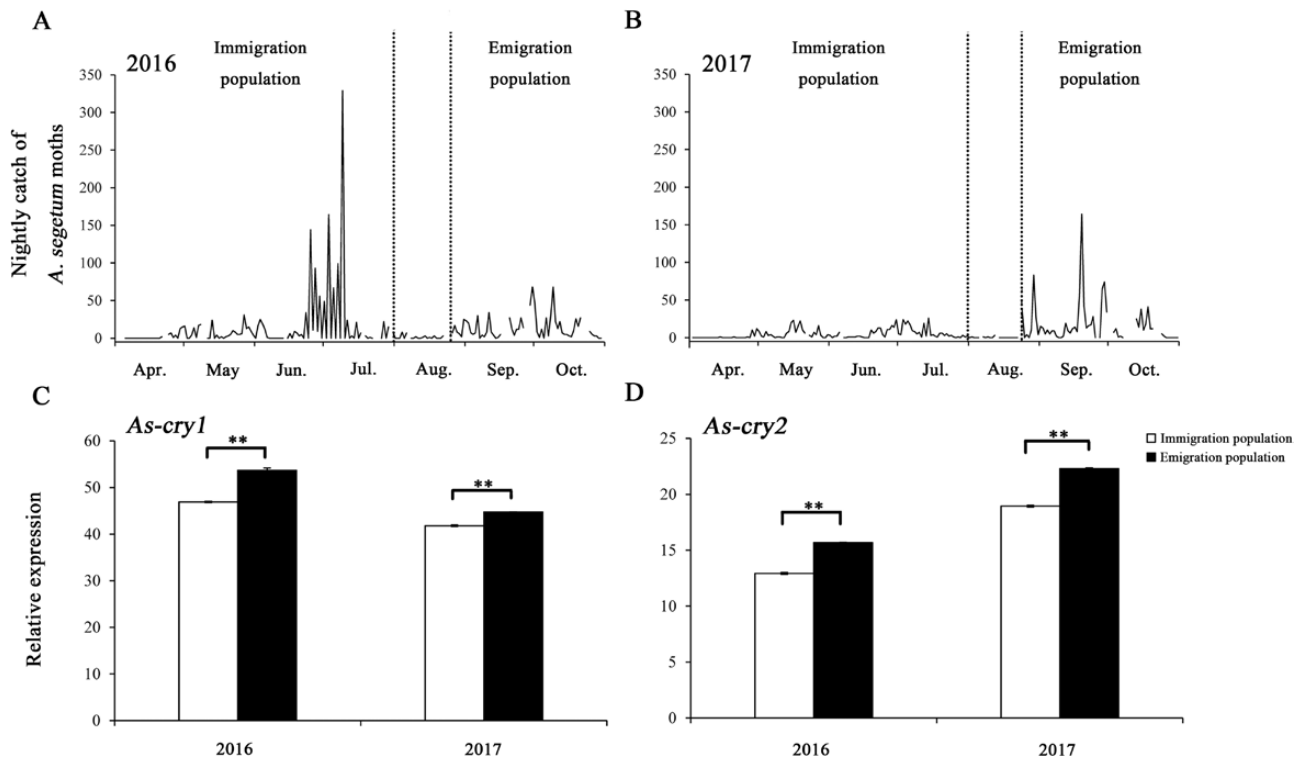 A
2016
Immigration
population
Emigration
population
Nightly catch of
A. segetum moths
350
300
250
200
150
100
50
0
Apr. May Jun. Jul. Aug. Sep. Oct.
B
2017
Immigration
population
Emigration
population
350
300
250
200
150
100
50
0
Apr. May Jun. Jul. Aug. Sep. Oct.
C
As-cry1
Relative expression
60
50
40
30
20
10
0
**
**
2016 2017
D
As-cry2
25
20
15
10
5
0
**
**
2016 2017
Immigration population
Emigration population